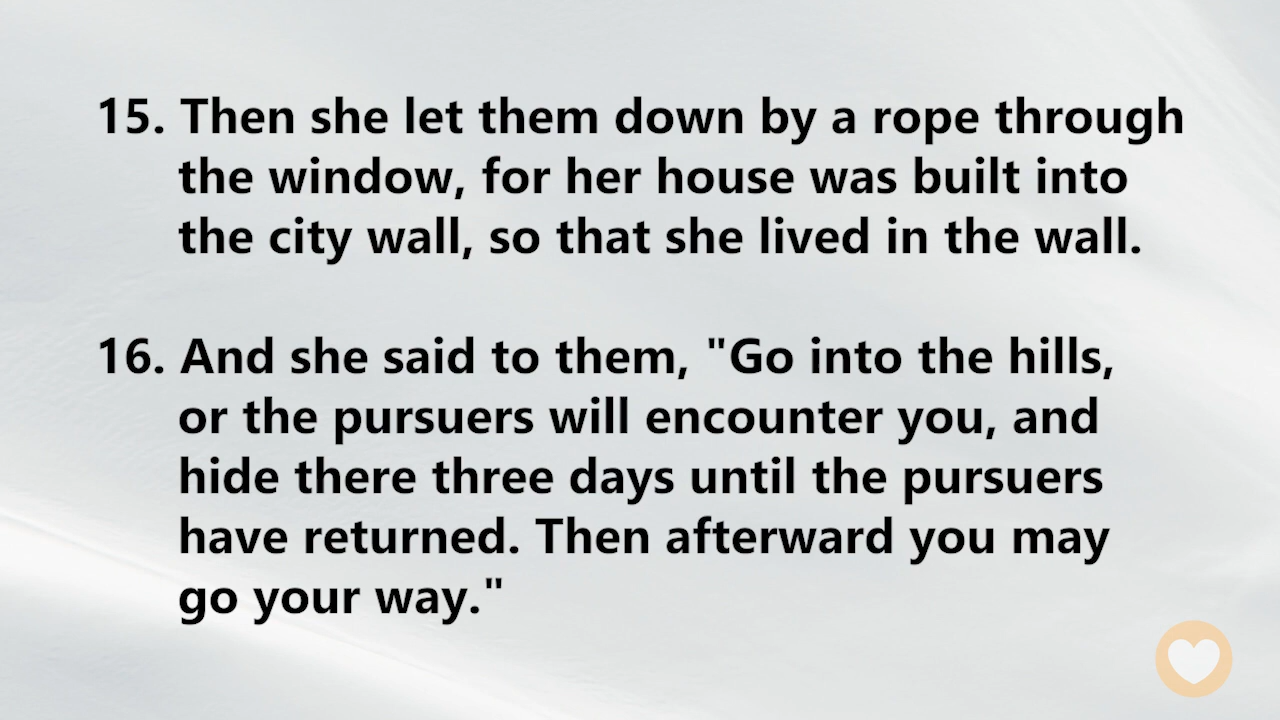 15. Then she let them down by a rope through
the window, for her house was built into
the city wall, so that she lived in the wall.
16. And she said to them, "Go into the hills,
or the pursuers will encounter you, and
hide there three days until the pursuers
have returned. Then afterward you may
go your way."